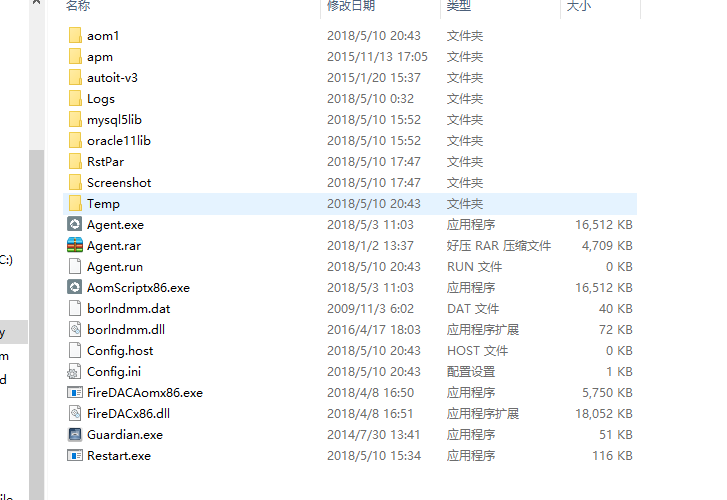 名称 修改日期 类型 大小
aom1 2018/5/10 20:43 文件夹
apm 2015/11/13 17:05 文件夹
autoit-v3 2015/1/20 15:37 文件夹
Logs 2018/5/10 0:32 文件夹
mysql5lib 2018/5/10 15:52 文件夹
oracle11lib 2018/5/10 15:52 文件夹
RstPar 2018/5/10 17:47 文件夹
Screenshot 2018/5/10 17:47 文件夹
Temp 2018/5/10 20:43 文件夹
Agent.exe 2018/5/3 11:03 应用程序 16,512 KB
Agent.rar 2018/1/2 13:37 好压 RAR 压缩文件 4,709 KB
C:)
Agent.run 2018/5/10 20:43 RUN 文件 0 KB
AomScriptx86.exe 2018/5/3 11:03 应用程序 16,512 KB
borlndmm.dat 2009/11/3 6:02 DAT 文件 40 KB
y borlndmm.dll 2016/4/17 18:03 应用程序扩展 72 KB
m Config.host 2018/5/10 20:43 HOST 文件 0 KB
d Config.ini 2018/5/10 20:43 配置设置 1 KB
FireDACAomx86.exe 2018/4/8 16:50 应用程序 5,750 KB
FireDACx86.dll 2018/4/8 16:51 应用程序扩展 18,052 KB
Guardian.exe 2014/7/30 13:41 应用程序 51 KB
Restart.exe 2018/5/10 15:34 应用程序 116 KB